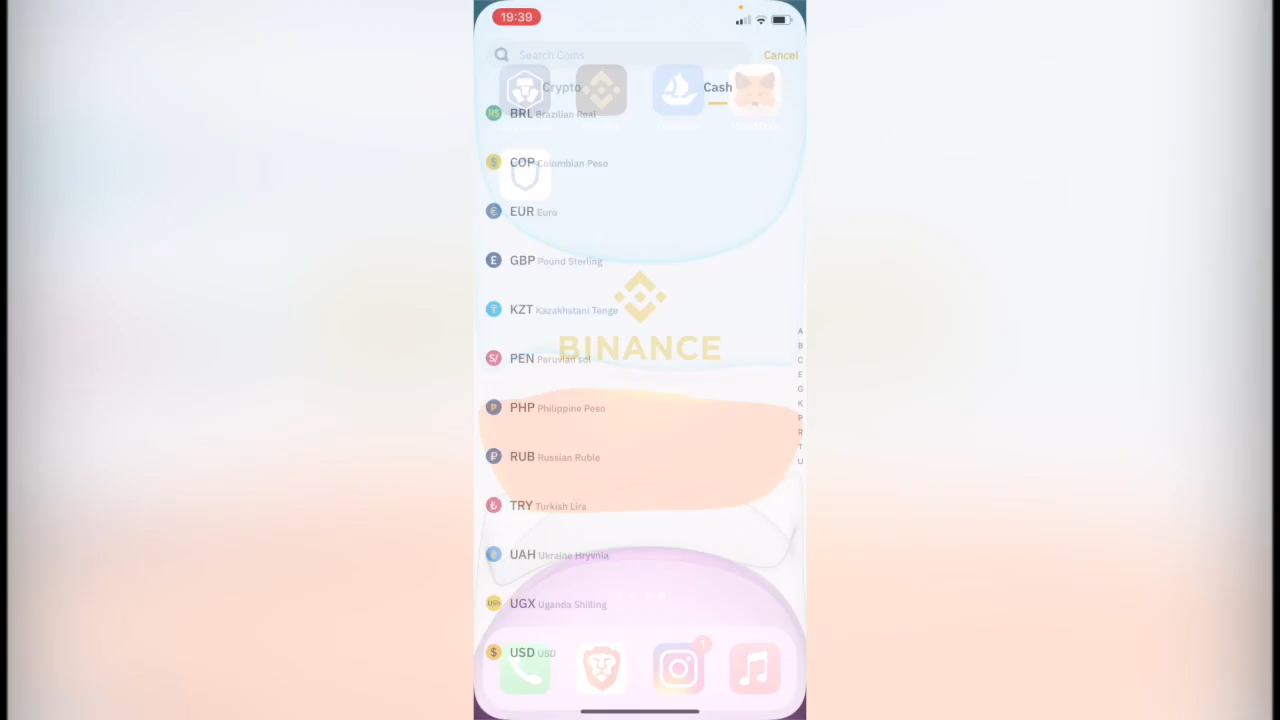 19:39
Search Coins
Cancel
Crypto
Cash
BRL Brazilian Real
COP Colombian Peso
EUR Euro
GBP Pound Sterling
KZT Kazakhstani Tenge
BINANCE
PEN Peruvian sol
PHP Philippine Peso
RUB Russian Ruble
TRY Turkish Lira
UAH Ukraine Hryvnia
UGX Uganda Shilling
USD USD
1
A
B
C
E
G
K
P
R
T
U